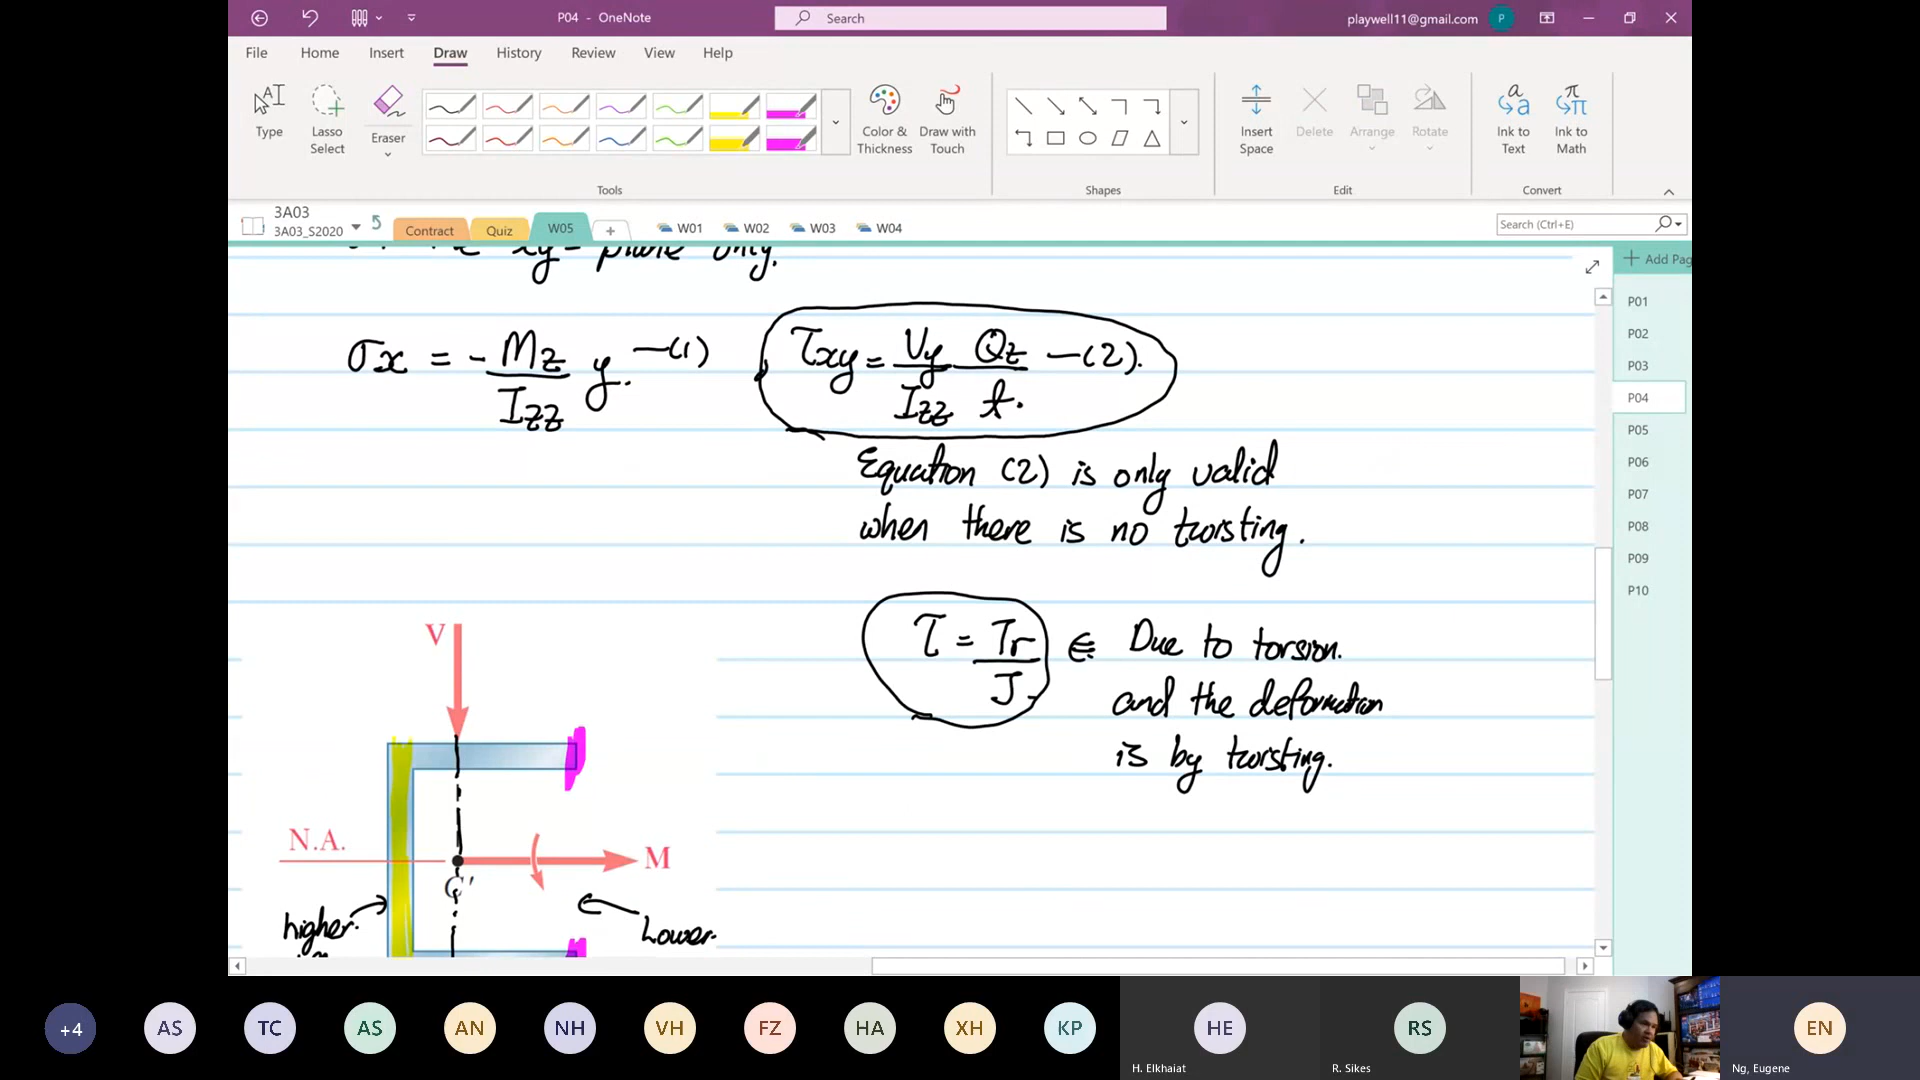 P04 - OneNote
Search
playwell11@gmail.com
P
File Home Insert Draw History Review View Help
Type
Lasso Select
Eraser
Color & Thickness
Draw with Touch
Insert Space
Delete
Arrange
Rotate
Ink to Text
Ink to Math
Tools
Shapes
Edit
Convert
3A03
3A03_S2020
Contract
Quiz
W05
W01
W02
W03
W04
Search (Ctrl+E)
Add Pag
P01
P02
P03
P04
P05
P06
P07
P08
P09
P10
xy- plane only.
σx = - Mz/Izz y. —(1)
τxy = Vy/Izz Qz/t. —(2).
Equation (2) is only valid
when there is no twisting.
τ = Tr/J
∈ Due to torsion.
and the deformation
is by twisting.
V
N.A.
M
C'
higher.
Lower.
+4
AS
TC
AS
AN
NH
VH
FZ
HA
XH
KP
HE
RS
EN
H. Elkhaiat
R. Sikes
Ng, Eugene